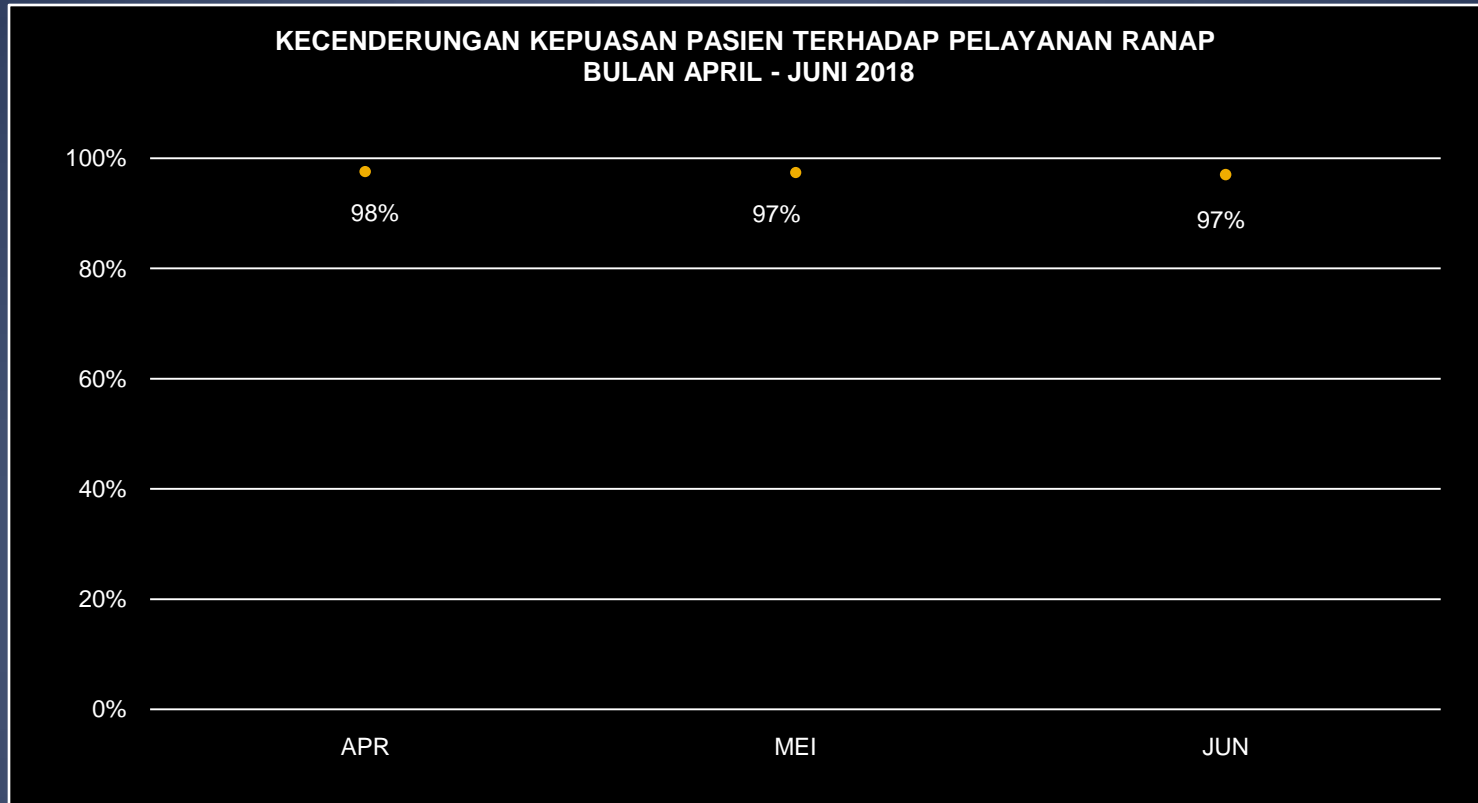 KECENDERUNGAN KEPUASAN PASIEN TERHADAP PELAYANAN RANAP
BULAN APRIL - JUNI 2018
100%
98%
97%
97%
80%
60%
40%
20%
0%
APR
MEI
JUN